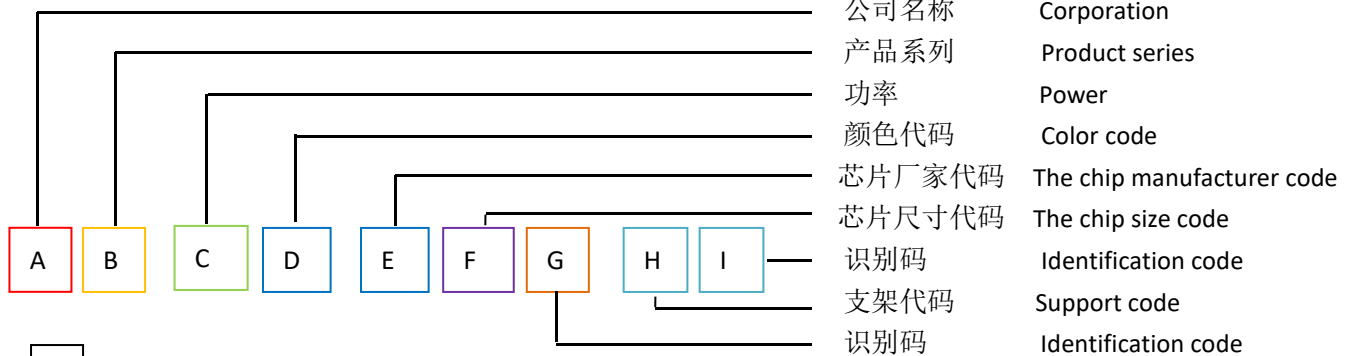 公司名称 Corporation
产品系列 Product series
功率 Power
颜色代码 Color code
芯片厂家代码 The chip manufacturer code
芯片尺寸代码 The chip size code
A B C D E F G H I 识别码 Identification code
支架代码 Support code
识别码 Identification code